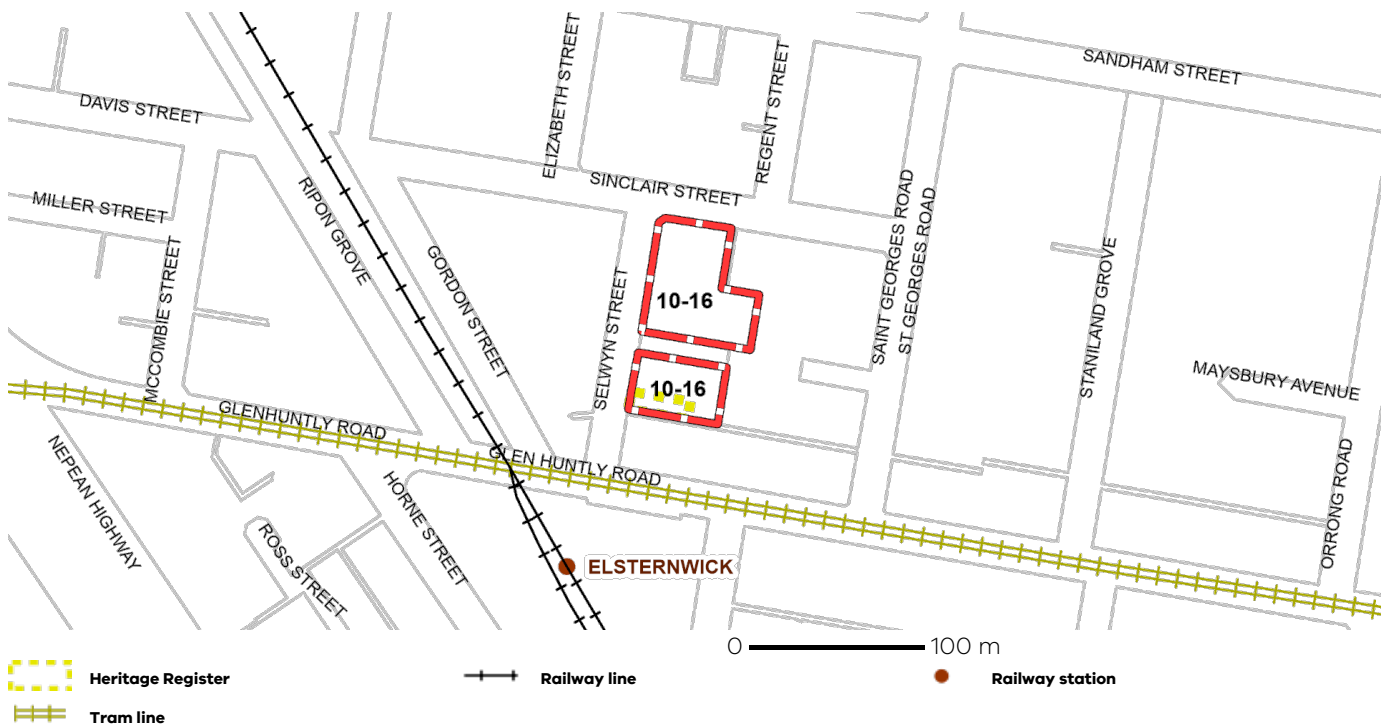 SANDHAM STREET
ELIZABETH STREET
REGENT STREET
DAVIS STREET
SINCLAIR STREET
RIPON GROVE
MILLER STREET
SAINT GEORGES ROAD
ST GEORGES ROAD
MCCOMBIE STREET
GORDON STREET
SELWYN STREET
STANILAND GROVE
10-16
MAYSBURY AVENUE
10-16
GLENHUNTLY ROAD
GLEN HUNTLY ROAD
NEPEAN HIGHWAY
HORNE STREET
ORRONG ROAD
ROSS STREET
ELSTERNWICK
0 100 m
Heritage Register
Railway line
Railway station
Tram line